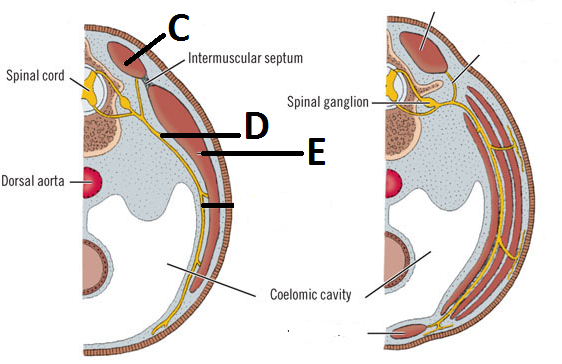 C
Intermuscular septum
Spinal cord
Spinal ganglion
D
E
Dorsal aorta
Coelomic cavity